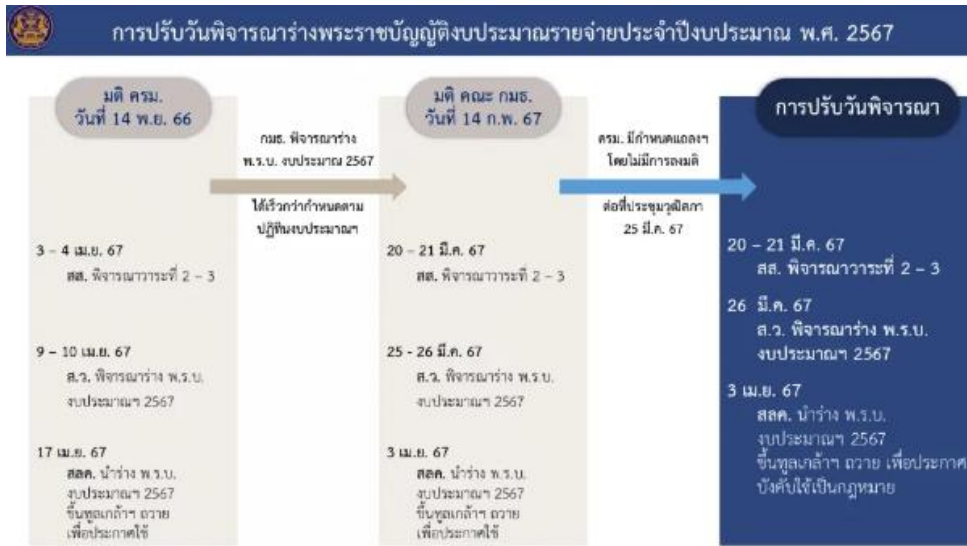 การปรับวันพิจารณาร่างพระราชบัญญัติงบประมาณรายจ่ายประจำปีงบประมาณ พ.ศ. 2567
มติ ครม.
วันที่ 14 พ.ย. 66
3 – 4 เม.ย. 67
สส. พิจารณาวาระที่ 2 – 3
9 – 10 เม.ย. 67
ส.ว. พิจารณาร่าง พ.ร.บ.
งบประมาณฯ 2567
17 เม.ย. 67
สลค. นำร่าง พ.ร.บ.
งบประมาณฯ 2567
ขึ้นทูลเกล้าฯ ถวาย
เพื่อประกาศใช้
กมธ. พิจารณาร่าง
พ.ร.บ. งบประมาณ 2567
ได้เร็วกว่ากำหนดตาม
ปฏิทินงบประมาณฯ
มติ คณะ กมธ.
วันที่ 14 ก.พ. 67
20 – 21 มี.ค. 67
สส. พิจารณาวาระที่ 2 – 3
25 - 26 มี.ค. 67
ส.ว. พิจารณาร่าง พ.ร.บ.
งบประมาณฯ 2567
3 เม.ย. 67
สลค. นำร่าง พ.ร.บ.
งบประมาณฯ 2567
ขึ้นทูลเกล้าฯ ถวาย
เพื่อประกาศใช้
ครม. มีกำหนดแถลงฯ
โดยไม่มีการลงมติ
ต่อที่ประชุมวุฒิสภา
25 มี.ค. 67
การปรับวันพิจารณา
20 – 21 มี.ค. 67
สส. พิจารณาวาระที่ 2 – 3
26 มี.ค. 67
ส.ว. พิจารณาร่าง พ.ร.บ.
งบประมาณฯ 2567
3 เม.ย. 67
สลค. นำร่าง พ.ร.บ.
งบประมาณฯ 2567
ขึ้นทูลเกล้าฯ ถวาย เพื่อประกาศ
บังคับใช้เป็นกฎหมาย